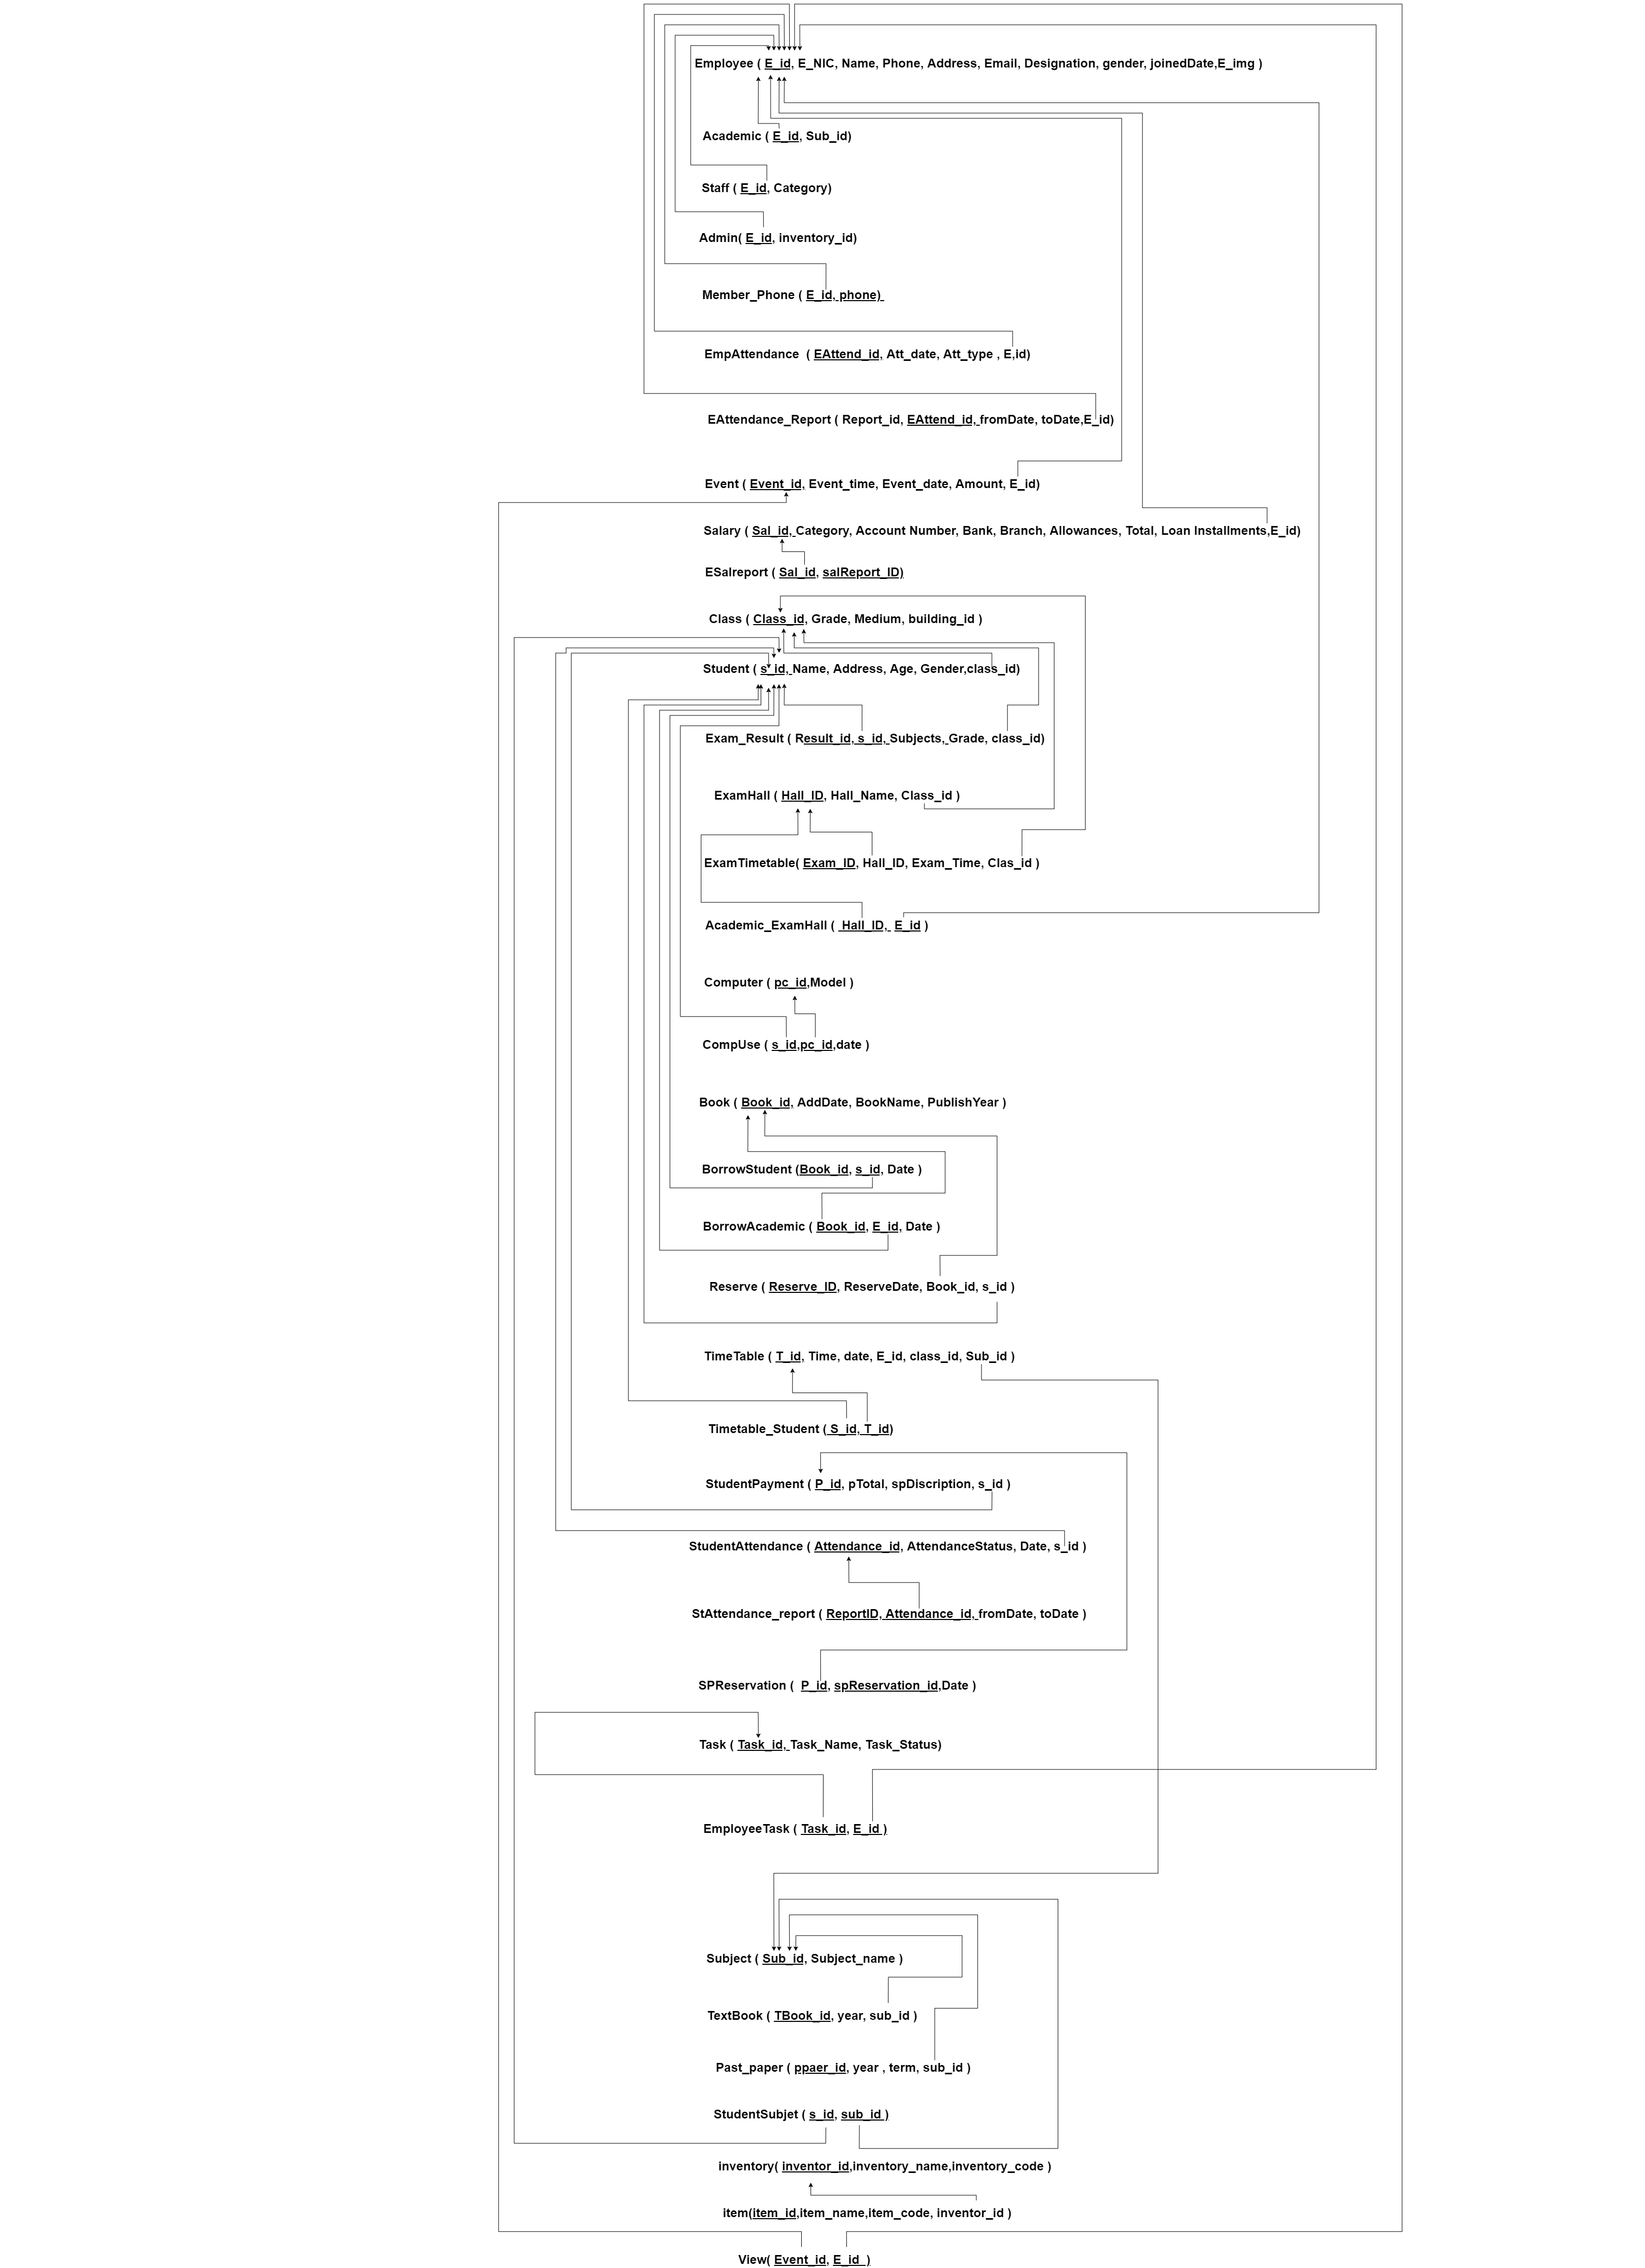 Employee ( E_id, E_NIC, Name, Phone, Address, Email, Designation, gender, joinedDate,E_img )
Academic ( E_id, Sub_id)
Staff ( E_id, Category)
Admin( E_id, inventory_id)
Member_Phone ( E_id, phone)
EmpAttendance ( EAttend_id, Att_date, Att_type , E,id)
EAttendance_Report ( Report_id, EAttend_id, fromDate, toDate,E_id)
Event ( Event_id, Event_time, Event_date, Amount, E_id)
Salary ( Sal_id, Category, Account Number, Bank, Branch, Allowances, Total, Loan Installments,E_id)
ESalreport ( Sal_id, salReport_ID)
Class ( Class_id, Grade, Medium, building_id )
Student ( s_id, Name, Address, Age, Gender,class_id)
Exam_Result ( Result_id, s_id, Subjects, Grade, class_id)
ExamHall ( Hall_ID, Hall_Name, Class_id )
ExamTimetable( Exam_ID, Hall_ID, Exam_Time, Clas_id )
Academic_ExamHall ( Hall_ID, E_id )
Computer ( pc_id,Model )
CompUse ( s_id,pc_id,date )
Book ( Book_id, AddDate, BookName, PublishYear )
BorrowStudent (Book_id, s_id, Date )
BorrowAcademic ( Book_id, E_id, Date )
Reserve ( Reserve_ID, ReserveDate, Book_id, s_id )
TimeTable ( T_id, Time, date, E_id, class_id, Sub_id )
Timetable_Student ( S_id, T_id)
StudentPayment ( P_id, pTotal, spDiscription, s_id )
StudentAttendance ( Attendance_id, AttendanceStatus, Date, s_id )
StAttendance_report ( ReportID, Attendance_id, fromDate, toDate )
SPReservation ( P_id, spReservation_id,Date )
Task ( Task_id, Task_Name, Task_Status)
EmployeeTask ( Task_id, E_id )
Subject ( Sub_id, Subject_name )
TextBook ( TBook_id, year, sub_id )
Past_paper ( ppaer_id, year , term, sub_id )
StudentSubjet ( s_id, sub_id )
inventory( inventor_id,inventory_name,inventory_code )
item(item_id,item_name,item_code, inventor_id )
View( Event_id, E_id )